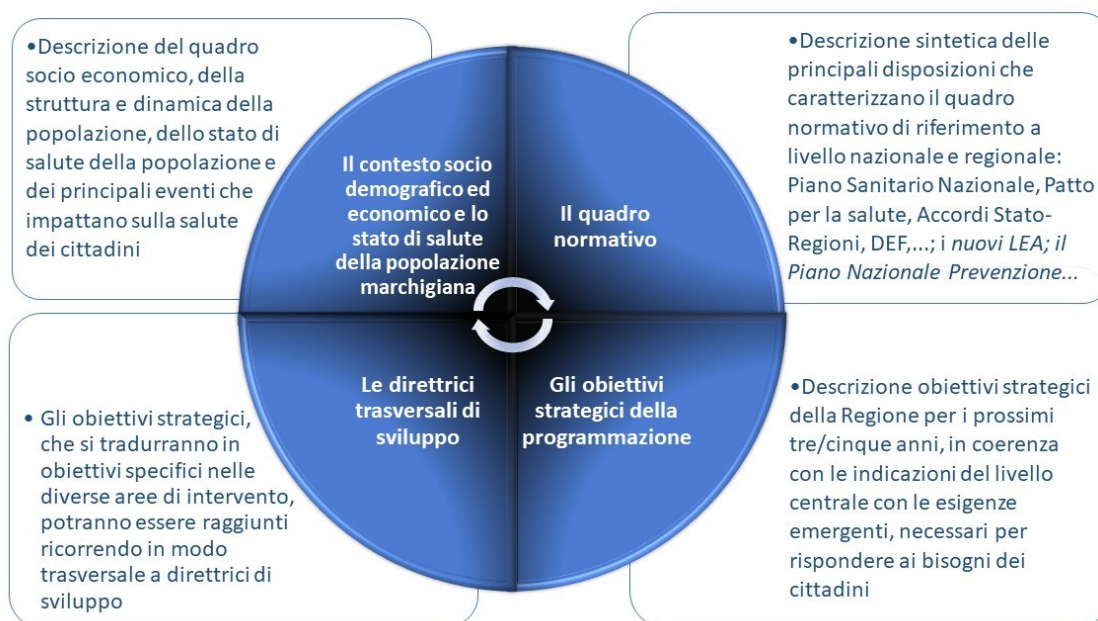 •Descrizione del quadro
socio economico, della
struttura e dinamica della
popolazione, dello stato di
salute della popolazione e
dei principali eventi che
impattano sulla salute
dei cittadini
Il contesto socio
demografico ed
economico e lo
stato di salute
della popolazione
marchigiana
Il quadro
normativo
•Descrizione sintetica delle
principali disposizioni che
caratterizzano il quadro
normativo di riferimento a
livello nazionale e regionale:
Piano Sanitario Nazionale, Patto
per la salute, Accordi Stato-
Regioni, DEF,...; i nuovi LEA; il
Piano Nazionale Prevenzione...
• Gli obiettivi strategici,
che si tradurranno in
obiettivi specifici nelle
diverse aree di intervento,
potranno essere raggiunti
ricorrendo in modo
trasversale a direttrici di
sviluppo
Le direttrici
trasversali di
sviluppo
Gli obiettivi
strategici della
programmazione
•Descrizione obiettivi strategici
della Regione per i prossimi
tre/cinque anni, in coerenza
con le indicazioni del livello
centrale con le esigenze
emergenti, necessari per
rispondere ai bisogni dei
cittadini